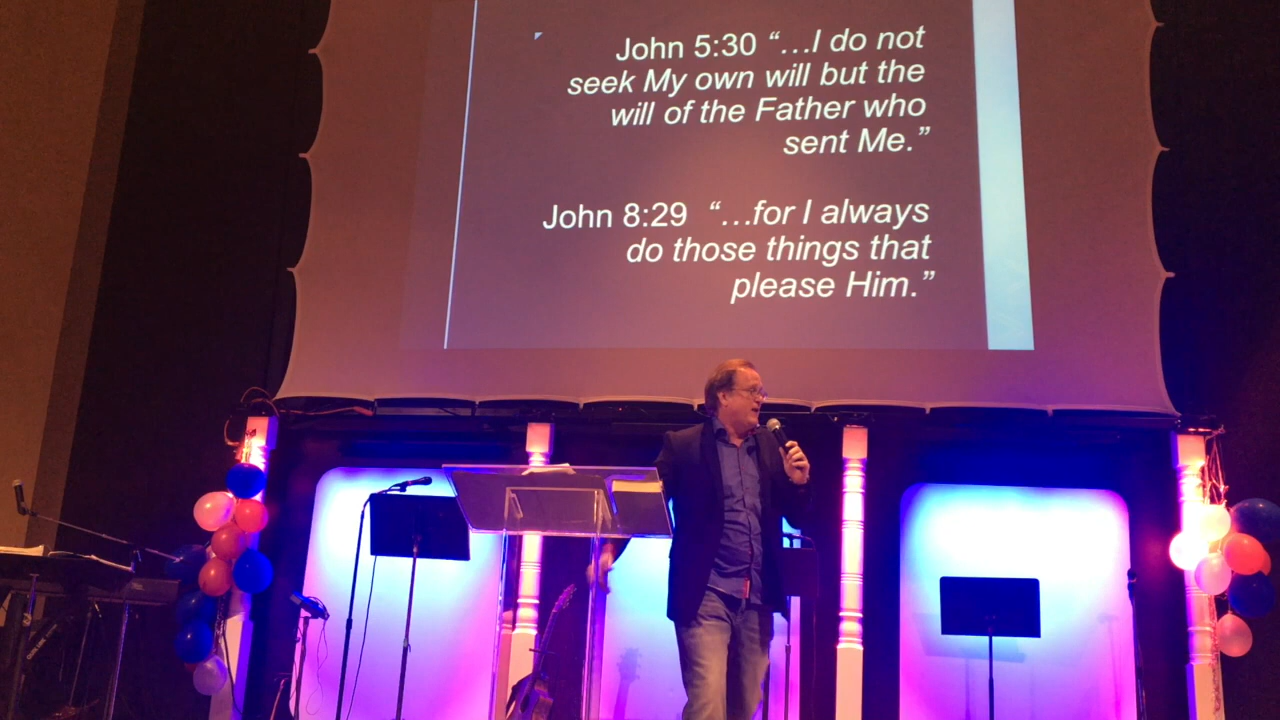 John 5:30 “…I do not
seek My own will but the
will of the Father who
sent Me.”
John 8:29 “…for I always
do those things that
please Him.”